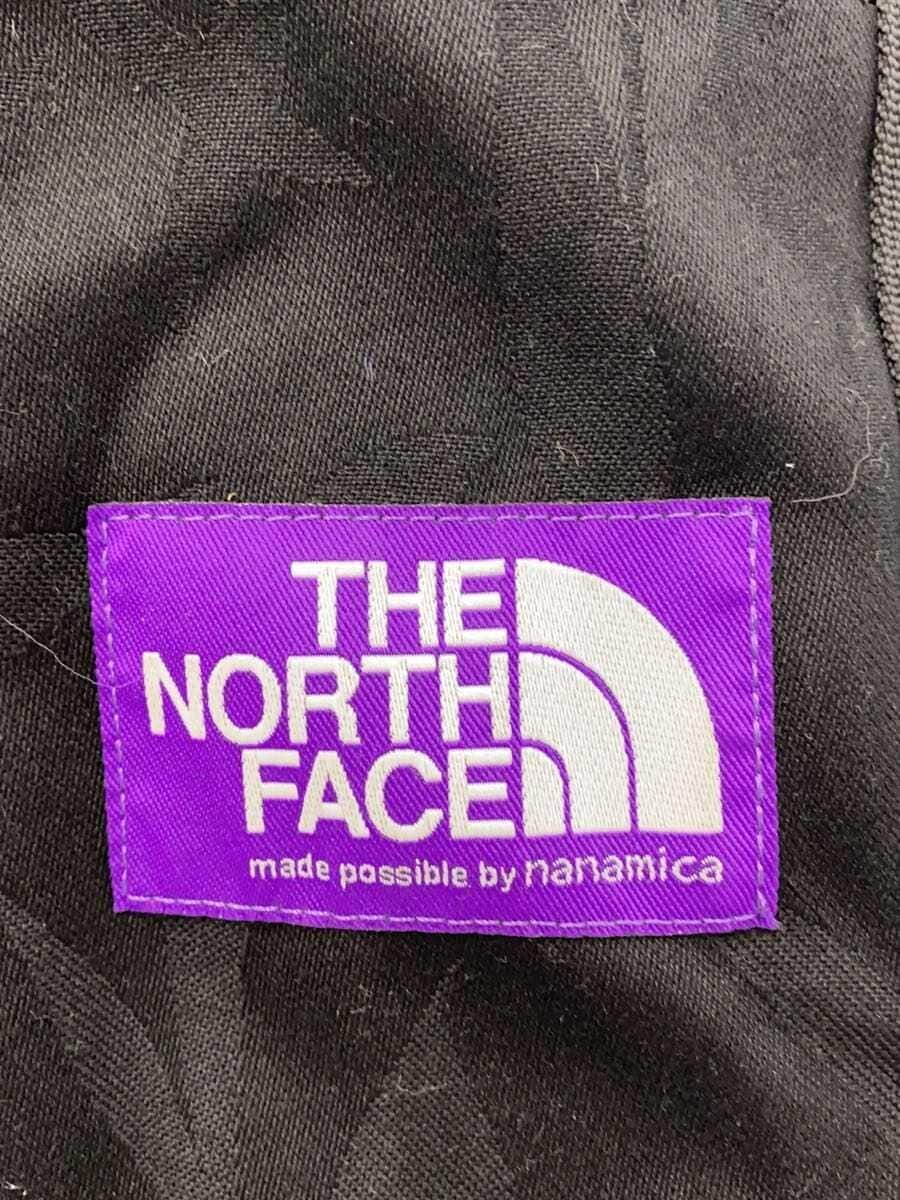 THE
NORTH
FACE
made possible by nanamica